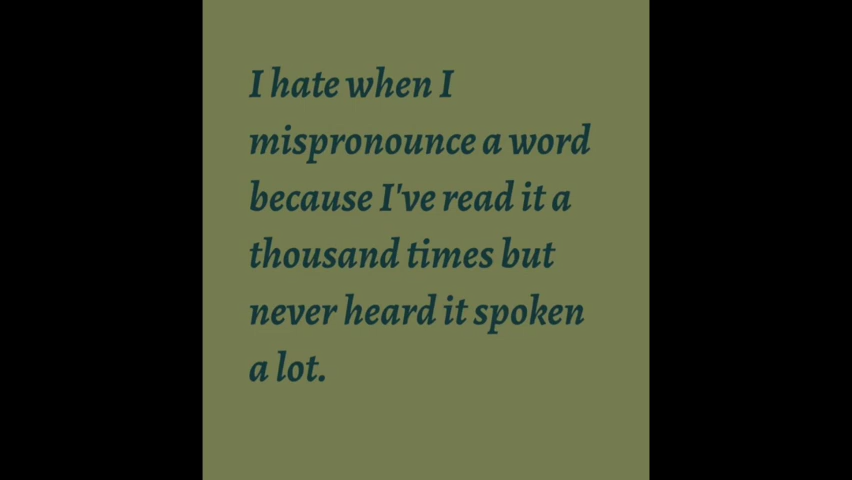 I hate when I
mispronounce a word
because I've read it a
thousand times but
never heard it spoken
a lot.